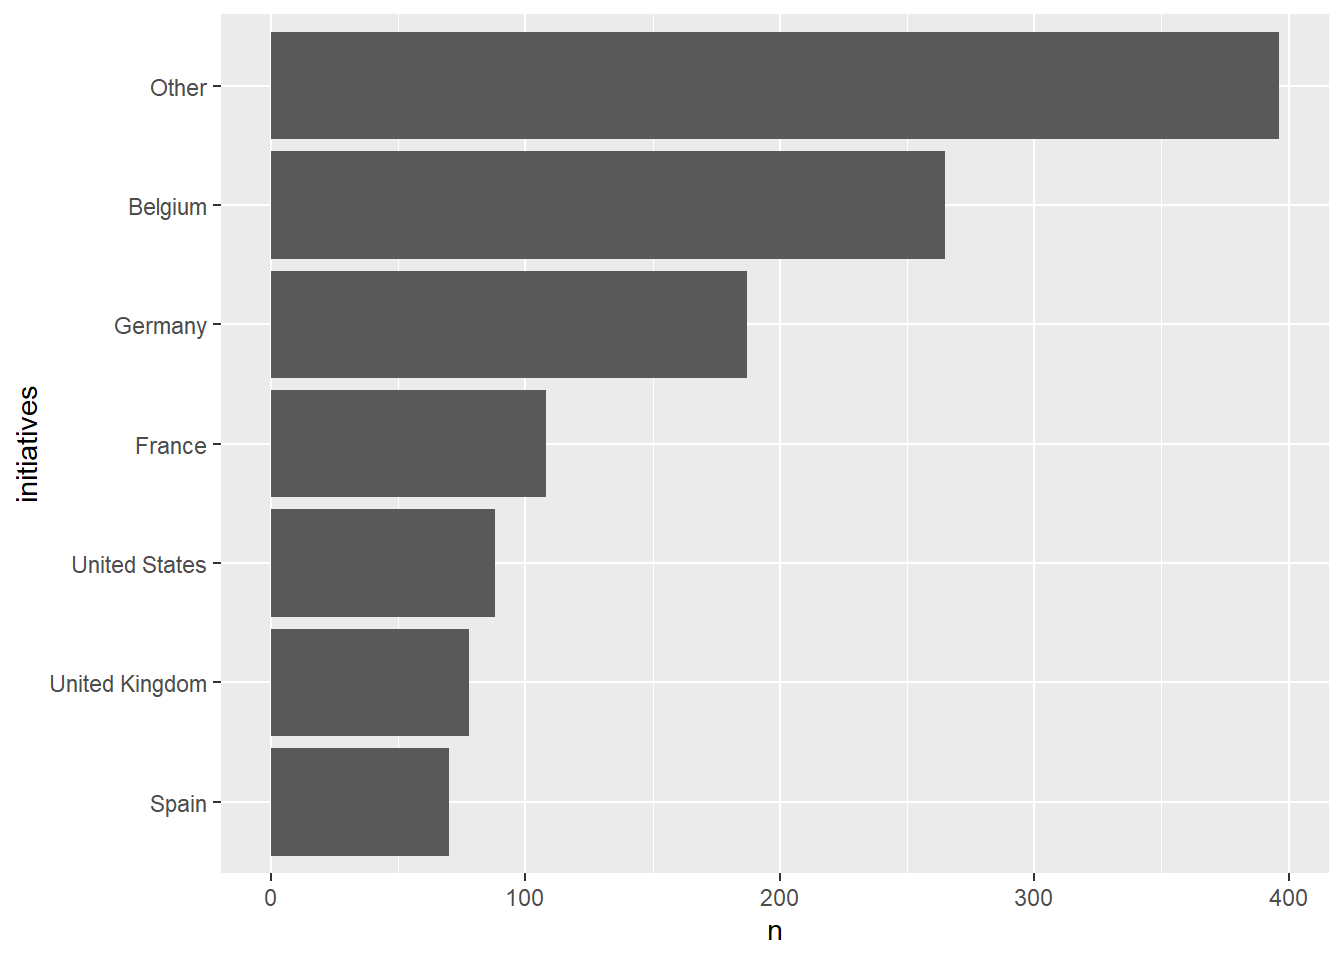 Other
Belgium
Germany
France
United States
United Kingdom
Spain
initiatives
0 100 200 300 400
n